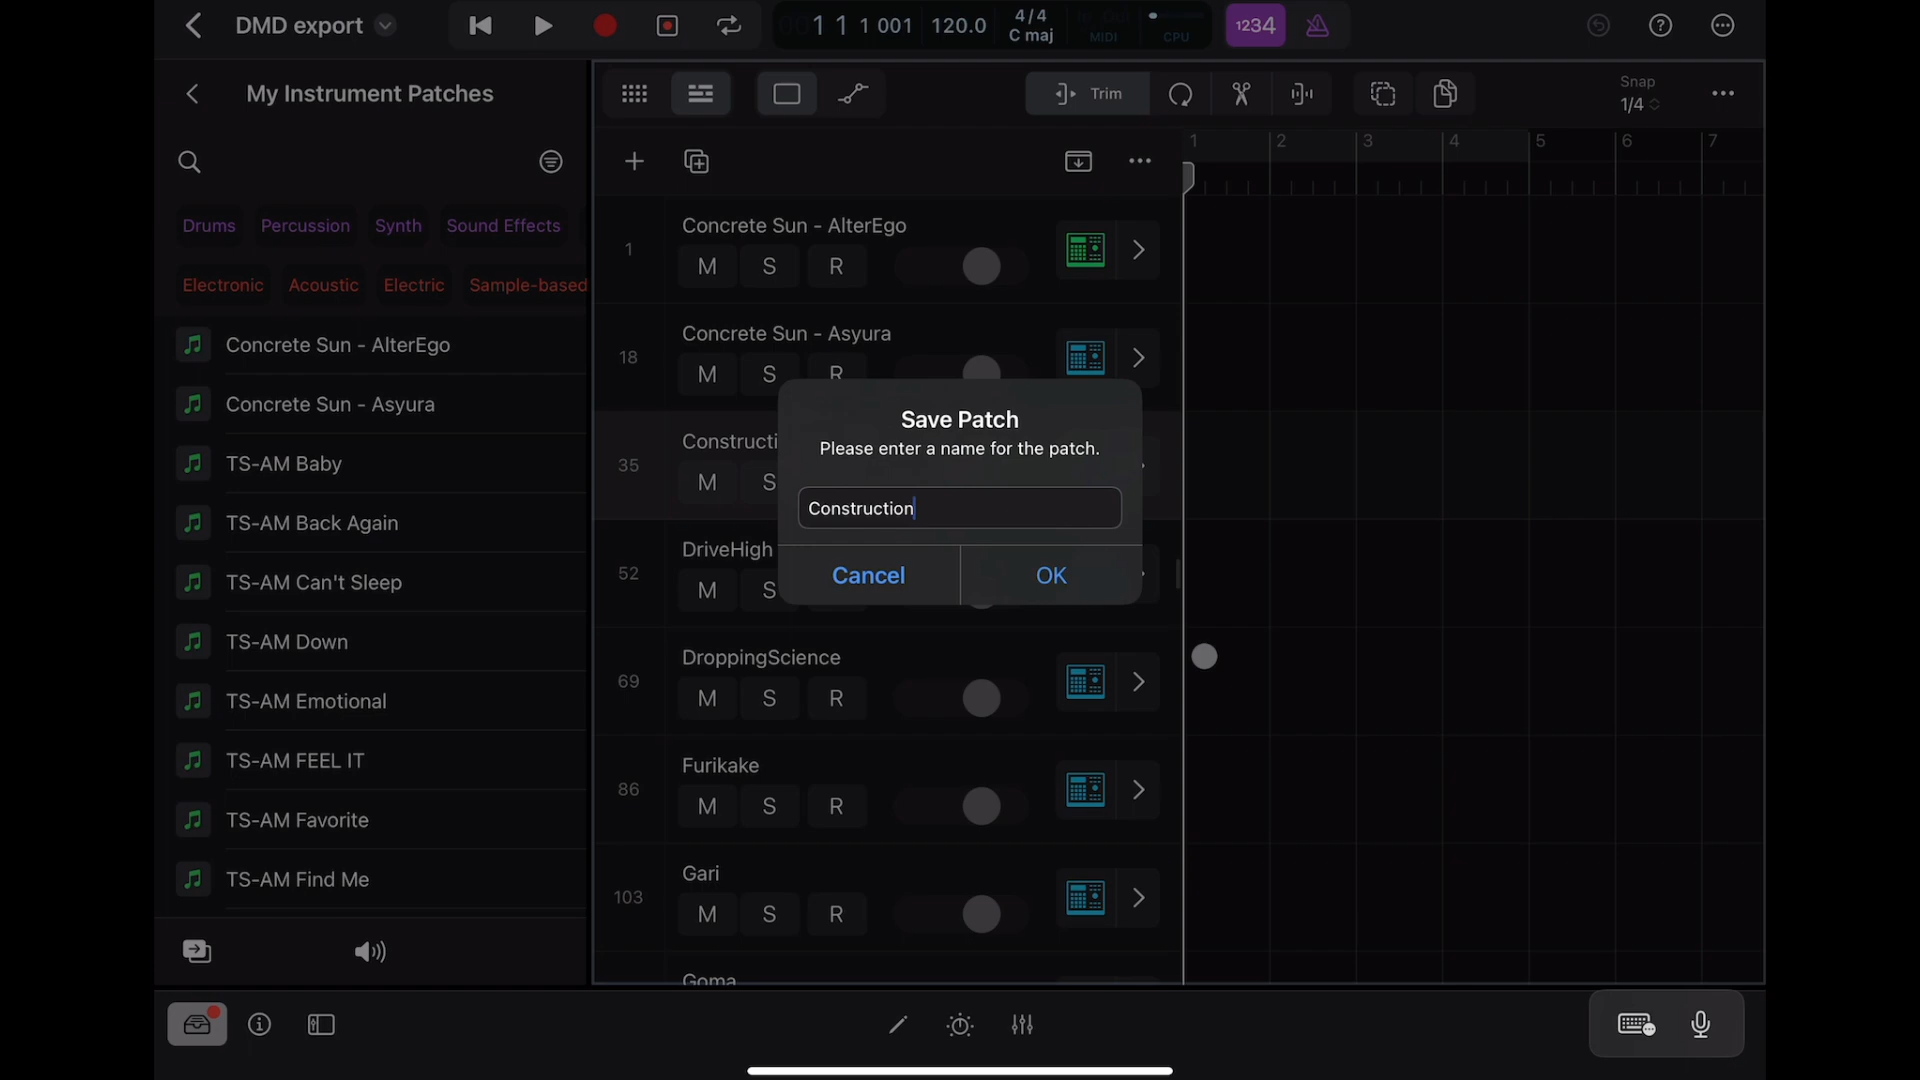 DMD export
1 1 1 001
120.0
4/4
C maj
MIDI
CPU
1234
My Instrument Patches
Trim
Snap
1/4
1 2 3 4 5 6 7
Drums Percussion Synth Sound Effects
Electronic Acoustic Electric Sample-based
Concrete Sun - AlterEgo
Concrete Sun - Asyura
TS-AM Baby
TS-AM Back Again
TS-AM Can't Sleep
TS-AM Down
TS-AM Emotional
TS-AM FEEL IT
TS-AM Favorite
TS-AM Find Me
1
Concrete Sun - AlterEgo
M S R
18
Concrete Sun - Asyura
M S R
35
Constructi
M S
52
DriveHigh
M S
69
DroppingScience
M S R
86
Furikake
M S R
103
Gari
M S R
Goma
Save Patch
Please enter a name for the patch.
Construction
Cancel OK